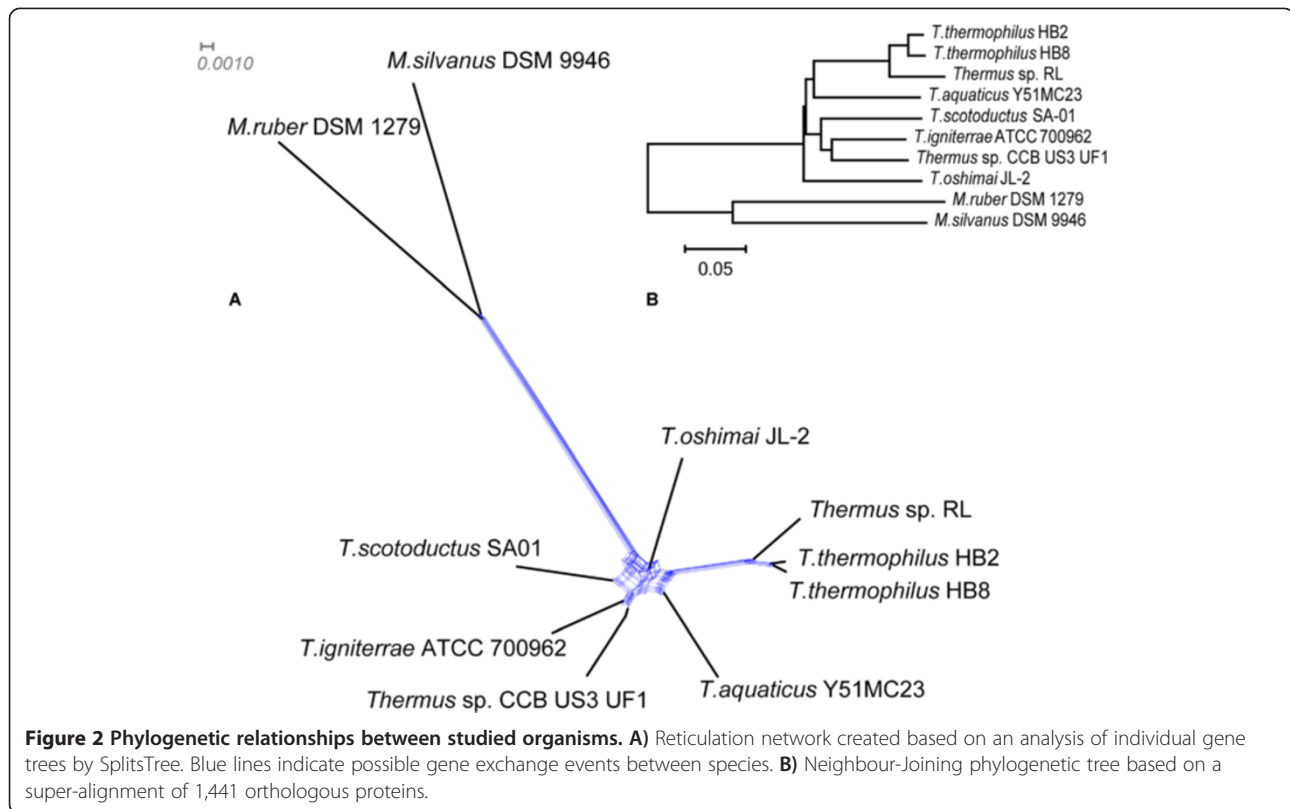 0.0010
M.silvanus DSM 9946
M.ruber DSM 1279
A
T.oshimai JL-2
Thermus sp. RL
T.scotoductus SA01
T.thermophilus HB2
T.thermophilus HB8
T.igniterrae ATCC 700962
Thermus sp. CCB US3 UF1
T.aquaticus Y51MC23
T.thermophilus HB2
T.thermophilus HB8
Thermus sp. RL
T.aquaticus Y51MC23
T.scotoductus SA-01
T.igniterrae ATCC 700962
Thermus sp. CCB US3 UF1
T.oshimai JL-2
M.ruber DSM 1279
M.silvanus DSM 9946
0.05
B
Figure 2 Phylogenetic relationships between studied organisms. A) Reticulation network created based on an analysis of individual gene
trees by SplitsTree. Blue lines indicate possible gene exchange events between species. B) Neighbour-Joining phylogenetic tree based on a
super-alignment of 1,441 orthologous proteins.